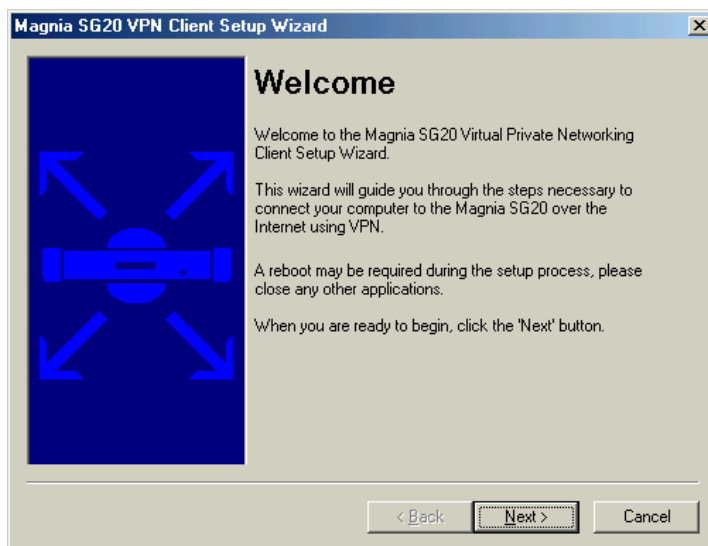 Magnia SG20 VPN Client Setup Wizard
Welcome
Welcome to the Magnia SG20 Virtual Private Networking
Client Setup Wizard.
This wizard will guide you through the steps necessary to
connect your computer to the Magnia SG20 over the
Internet using VPN.
A reboot may be required during the setup process, please
close any other applications.
When you are ready to begin, click the 'Next' button.
< Back
Next >
Cancel